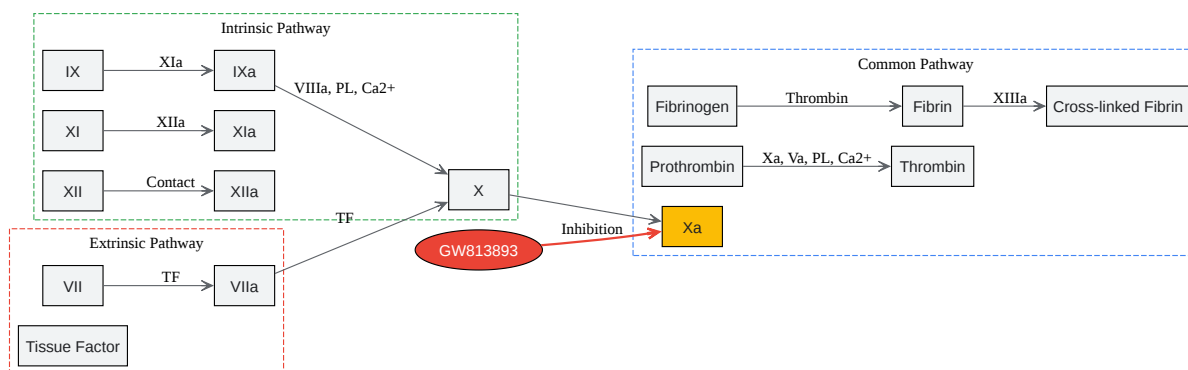 Intrinsic Pathway
IX
XIa
IXa
VIIIa, PL, Ca2+
XI
XIIa
XIa
XII
Contact
XIIa
X
TF
Extrinsic Pathway
VII
TF
VIIa
Tissue Factor
GW813893
Inhibition
Common Pathway
Fibrinogen
Thrombin
Fibrin
XIIIa
Cross-linked Fibrin
Prothrombin
Xa, Va, PL, Ca2+
Thrombin
Xa